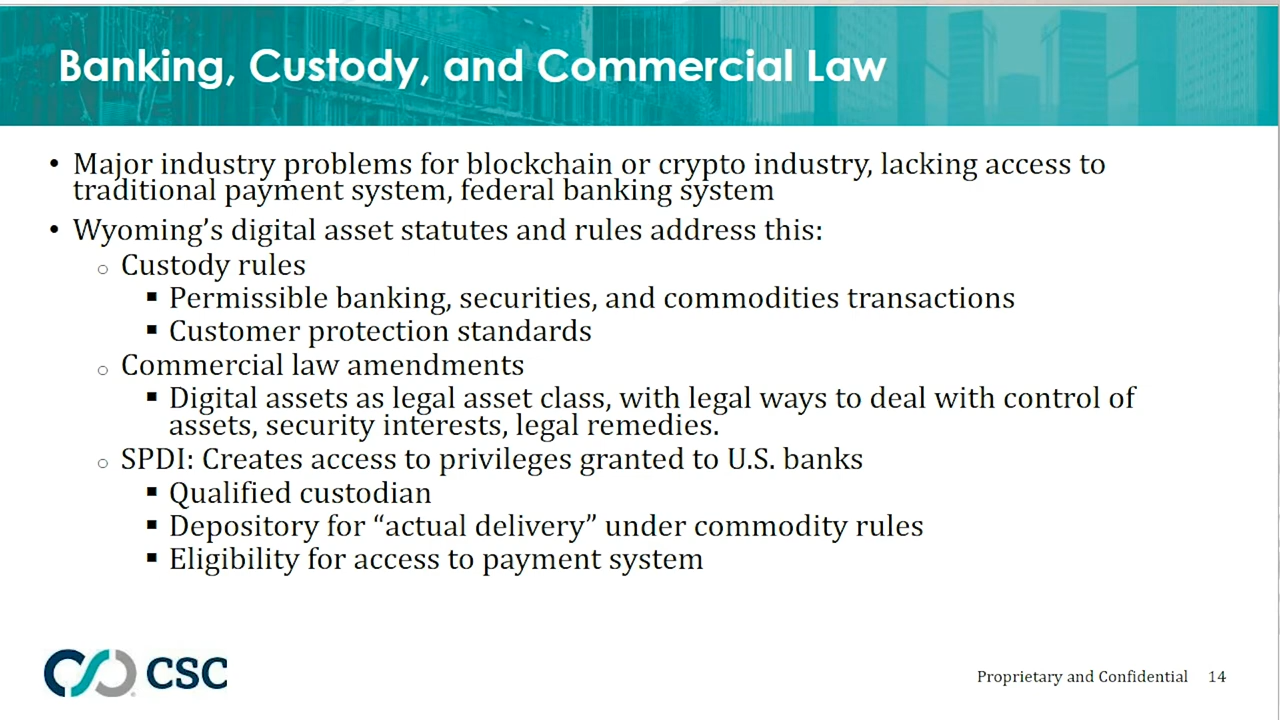 Banking, Custody, and Commercial Law
• Major industry problems for blockchain or crypto industry, lacking access to
traditional payment system, federal banking system
• Wyoming’s digital asset statutes and rules address this:
○ Custody rules
▪ Permissible banking, securities, and commodities transactions
▪ Customer protection standards
○ Commercial law amendments
▪ Digital assets as legal asset class, with legal ways to deal with control of
assets, security interests, legal remedies.
○ SPDI: Creates access to privileges granted to U.S. banks
▪ Qualified custodian
▪ Depository for “actual delivery” under commodity rules
▪ Eligibility for access to payment system
CSC
Proprietary and Confidential 14